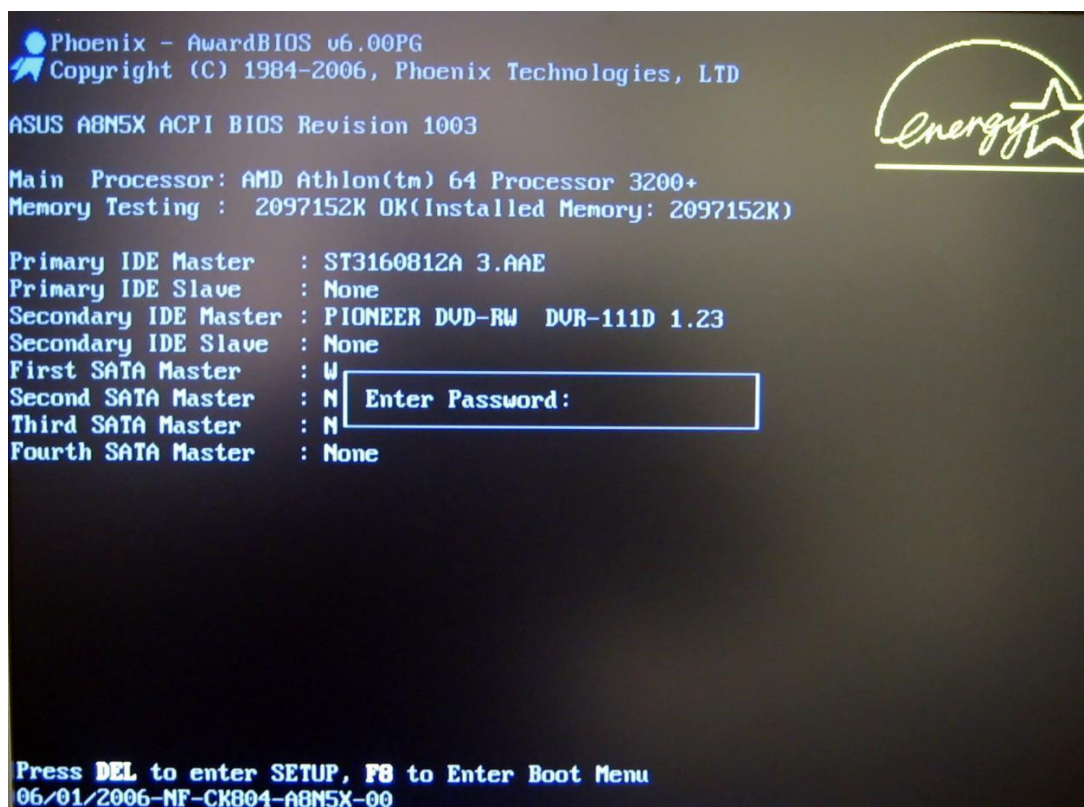 Phoenix - AwardBIOS v6.00PG
Copyright (C) 1984-2006, Phoenix Technologies, LTD
energy
ASUS A8N5X ACPI BIOS Revision 1003
Main Processor: AMD Athlon(tm) 64 Processor 3200+
Memory Testing : 2097152K OK(Installed Memory: 2097152K)
Primary IDE Master : ST3160812A 3.AAE
Primary IDE Slave : None
Secondary IDE Master : PIONEER DVD-RW DVR-111D 1.23
Secondary IDE Slave : None
First SATA Master : W
Second SATA Master : N
Enter Password:
Third SATA Master : N
Fourth SATA Master : None
Press DEL to enter SETUP, F8 to Enter Boot Menu
06/01/2006-NF-CK804-A8N5X-00